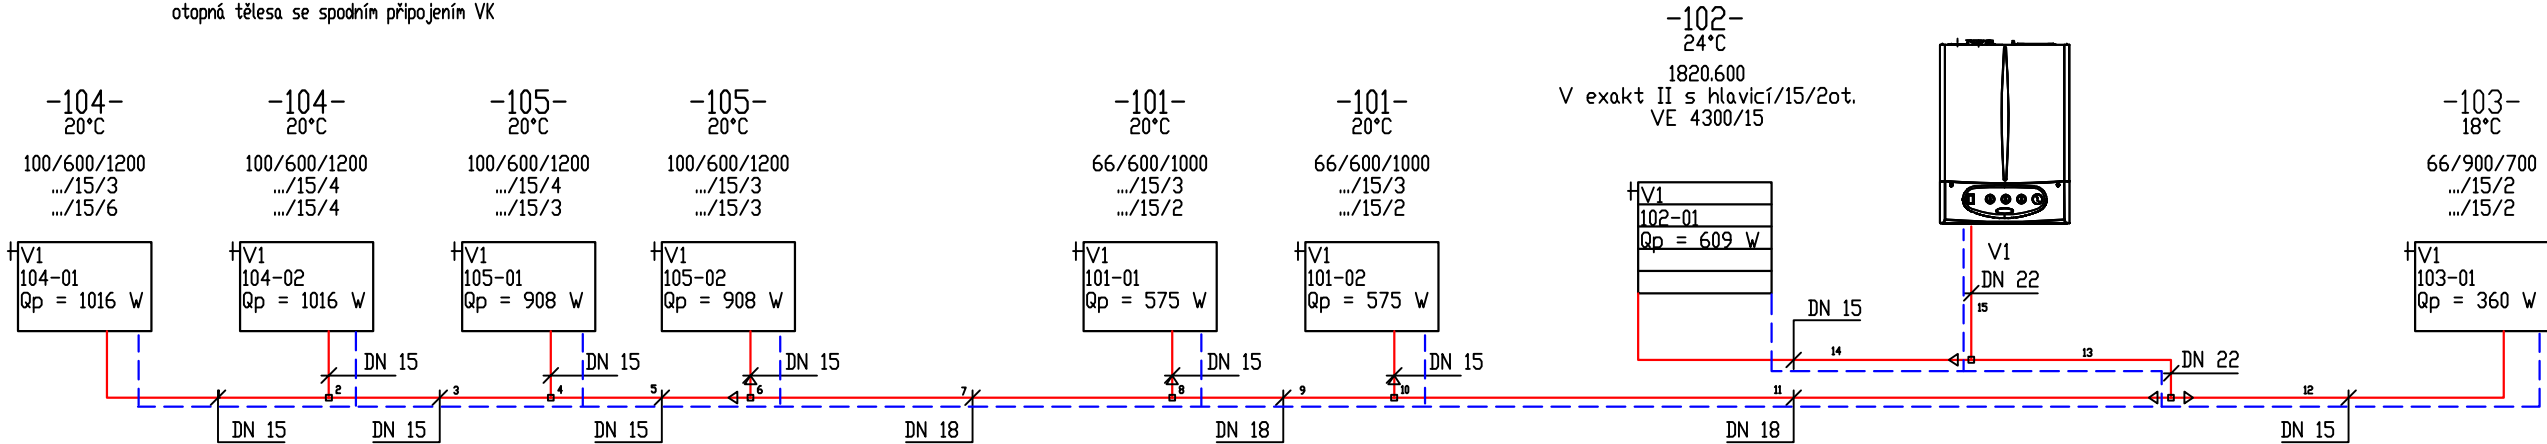 otopná tělesa se spodním připojením VK
-104-
20°C
100/600/1200
.../15/3
.../15/6
V1
104-01
Qp = 1016 W
-104-
20°C
100/600/1200
.../15/4
.../15/4
V1
104-02
Qp = 1016 W
-105-
20°C
100/600/1200
.../15/4
.../15/3
V1
105-01
Qp = 908 W
-105-
20°C
100/600/1200
.../15/3
.../15/3
V1
105-02
Qp = 908 W
-101-
20°C
66/600/1000
.../15/3
.../15/2
V1
101-01
Qp = 575 W
-101-
20°C
66/600/1000
.../15/3
.../15/2
V1
101-02
Qp = 575 W
-102-
24°C
1820.600
V exakt II s hlavicí/15/2ot.
VE 4300/15
V1
102-01
Qp = 609 W
V1
DN 22
15
-103-
18°C
66/900/700
.../15/2
.../15/2
V1
103-01
Qp = 360 W
DN 15
14
13
DN 22
DN 15
DN 15
DN 15
DN 15
DN 15
2
3
4
5
6
7
8
9
10
11
12
DN 15
DN 15
DN 15
DN 18
DN 18
DN 18
DN 15